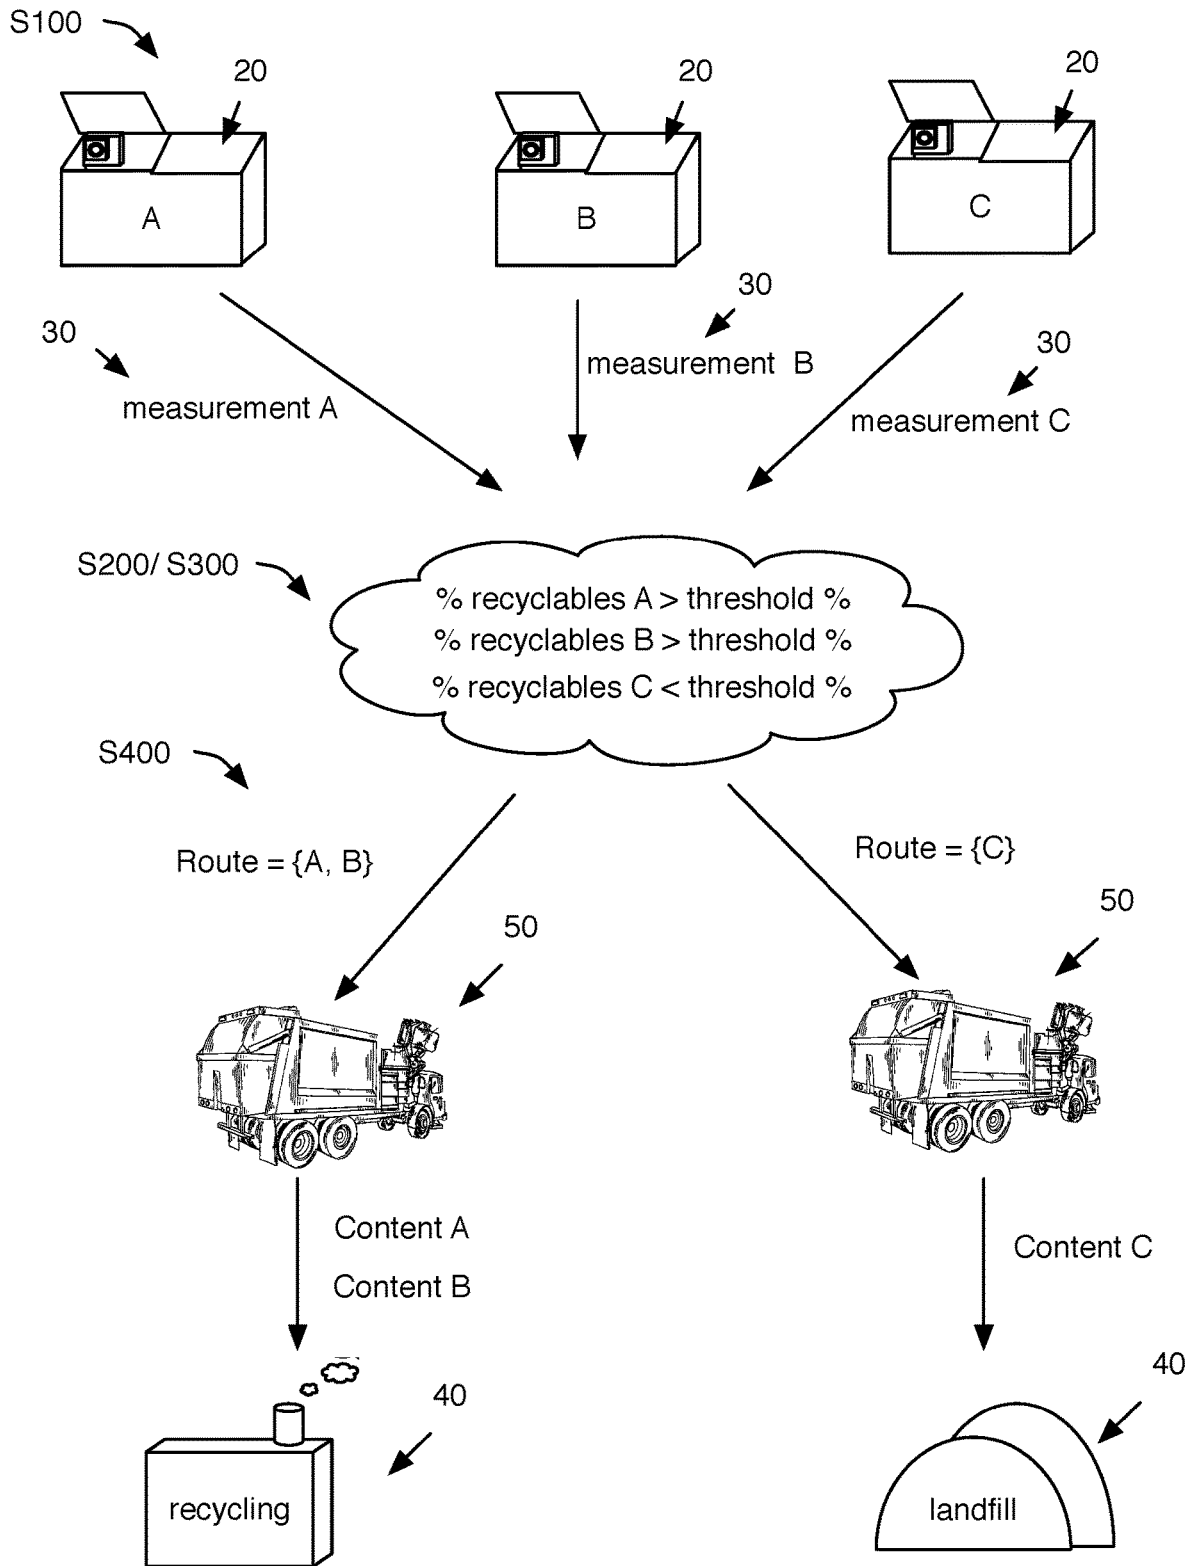 S100
20
20
20
A
B
C
30
30
30
measurement A
measurement B
measurement C
S200/ S300
% recyclables A > threshold %
% recyclables B > threshold %
% recyclables C < threshold %
S400
Route = {A, B}
Route = {C}
50
50
Content A
Content B
Content C
40
40
recycling
landfill